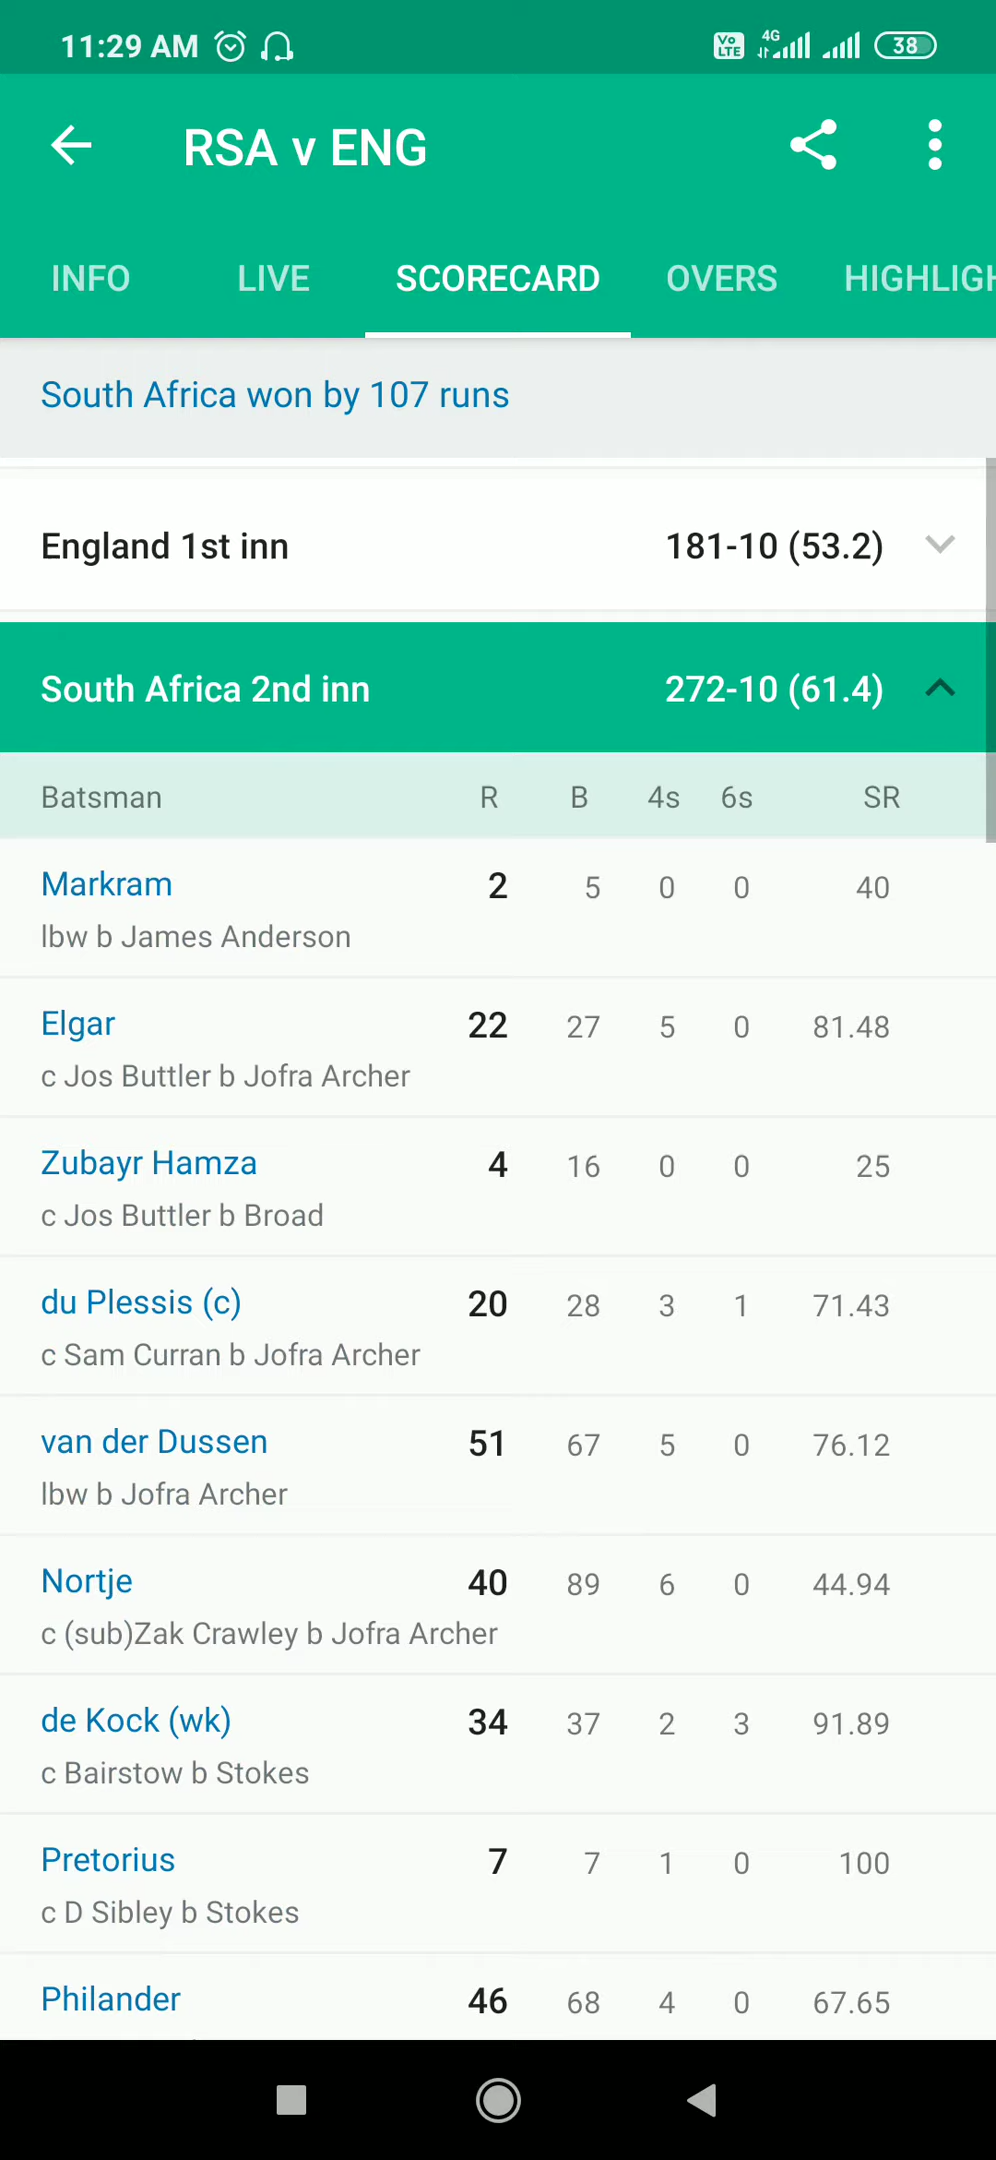 11:29 AM Vo LTE 4G 38
RSA v ENG
INFO LIVE SCORECARD OVERS HIGHLIGH
South Africa won by 107 runs
England 1st inn 181-10 (53.2)
South Africa 2nd inn 272-10 (61.4)
Batsman R B 4s 6s SR
Markram 2 5 0 0 40
lbw b James Anderson
Elgar 22 27 5 0 81.48
c Jos Buttler b Jofra Archer
Zubayr Hamza 4 16 0 0 25
c Jos Buttler b Broad
du Plessis (c) 20 28 3 1 71.43
c Sam Curran b Jofra Archer
van der Dussen 51 67 5 0 76.12
lbw b Jofra Archer
Nortje 40 89 6 0 44.94
c (sub)Zak Crawley b Jofra Archer
de Kock (wk) 34 37 2 3 91.89
c Bairstow b Stokes
Pretorius 7 7 1 0 100
c D Sibley b Stokes
Philander 46 68 4 0 67.65